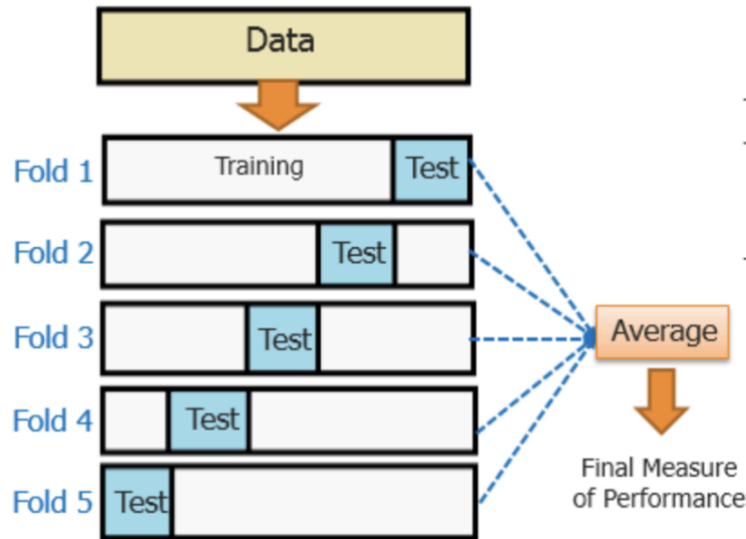 Data
Fold 1
Training
Test
Fold 2
Test
Fold 3
Test
Average
Fold 4
Test
Final Measure
of Performance
Fold 5
Test